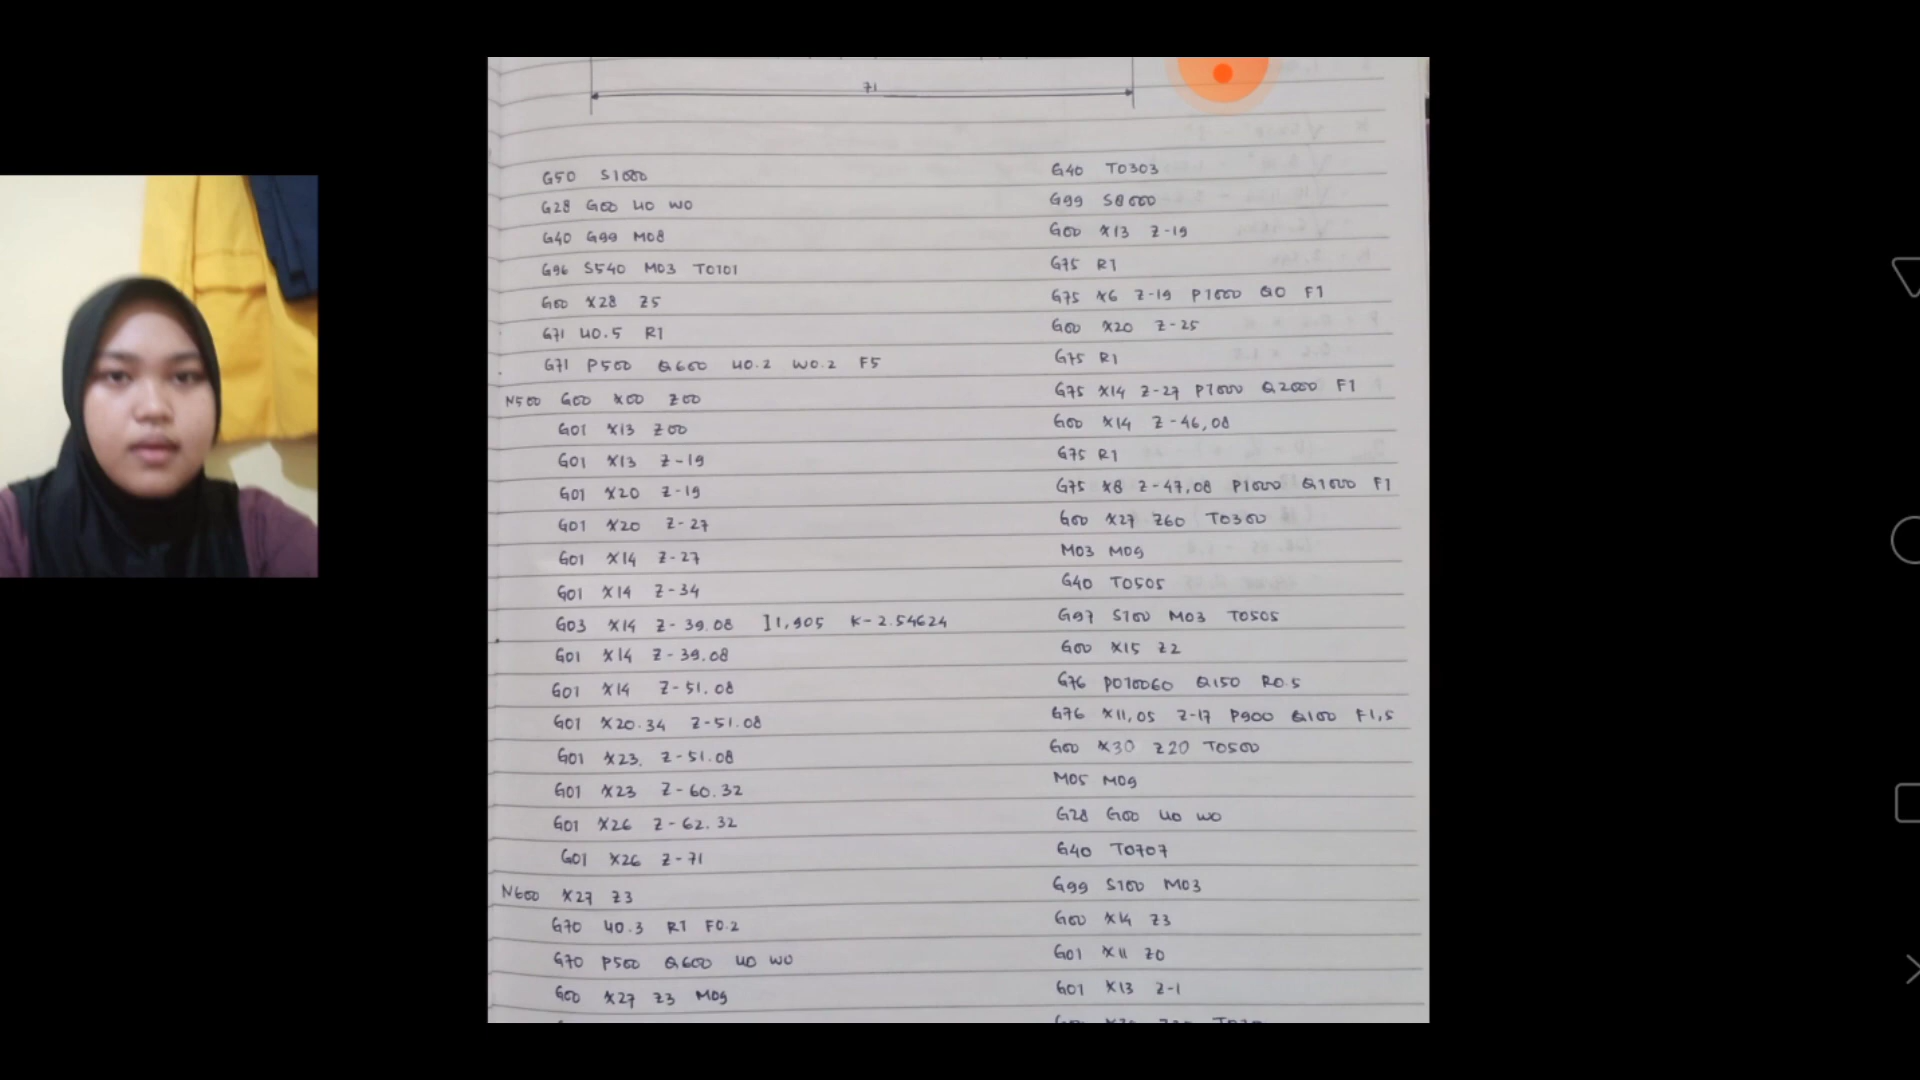 71
G50 S1000
G28 G00 U0 W0
G40 G99 M08
G96 S540 M03 T0101
G00 X28 Z5
G71 U0.5 R1
G71 P500 Q600 U0.2 W0.2 F5
N500 G00 X00 Z00
G01 X13 Z00
G01 X13 Z-19
G01 X20 Z-19
G01 X20 Z-27
G01 X14 Z-27
G01 X14 Z-34
G03 X14 Z-39.08 I1,905 K-2.54624
G01 X14 Z-39.08
G01 X14 Z-51.08
G01 X20.34 Z-51.08
G01 X23. Z-51.08
G01 X23 Z-60.32
G01 X26 Z-62.32
G01 X26 Z-71
N600 X27 Z3
G70 U0.3 R1 F0.2
G70 P500 Q600 U0 W0
G00 X27 Z3 M09
G40 T0303
G99 S8000
G00 X13 Z-19
G75 R1
G75 X6 Z-19 P1000 Q0 F1
G00 X20 Z-25
G75 R1
G75 X14 Z-27 P1000 Q2000 F1
G00 X14 Z-46,08
G75 R1
G75 X8 Z-47,08 P1000 Q1000 F1
G00 X27 Z60 T0300
M03 M09
G40 T0505
G97 S100 M03 T0505
G00 X15 Z2
G76 P010060 Q150 R0.5
G76 X11,05 Z-17 P900 Q100 F1,5
G00 X30 Z20 T0500
M05 M09
G28 G00 U0 W0
G40 T0707
G99 S100 M03
G00 X14 Z3
G01 X11 Z0
G01 X13 Z-1